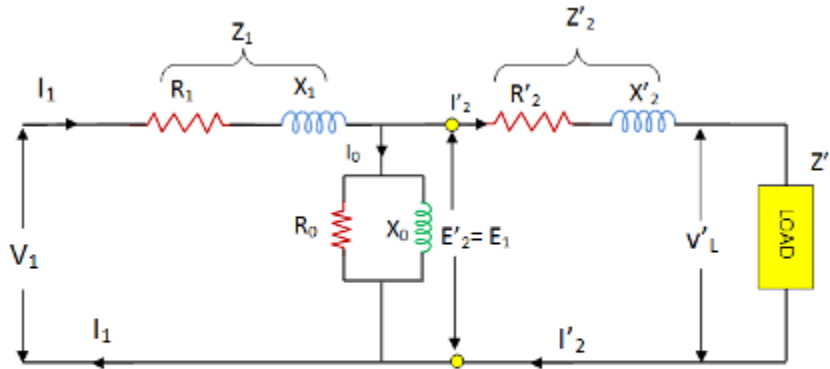 Z₁
Z'₂
I₁
R₁
X₁
I'₂
R'₂
X'₂
I₀
Z'
R₀
X₀
E'₂= E₁
V₁
v'L
LOAD
I₁
I'₂